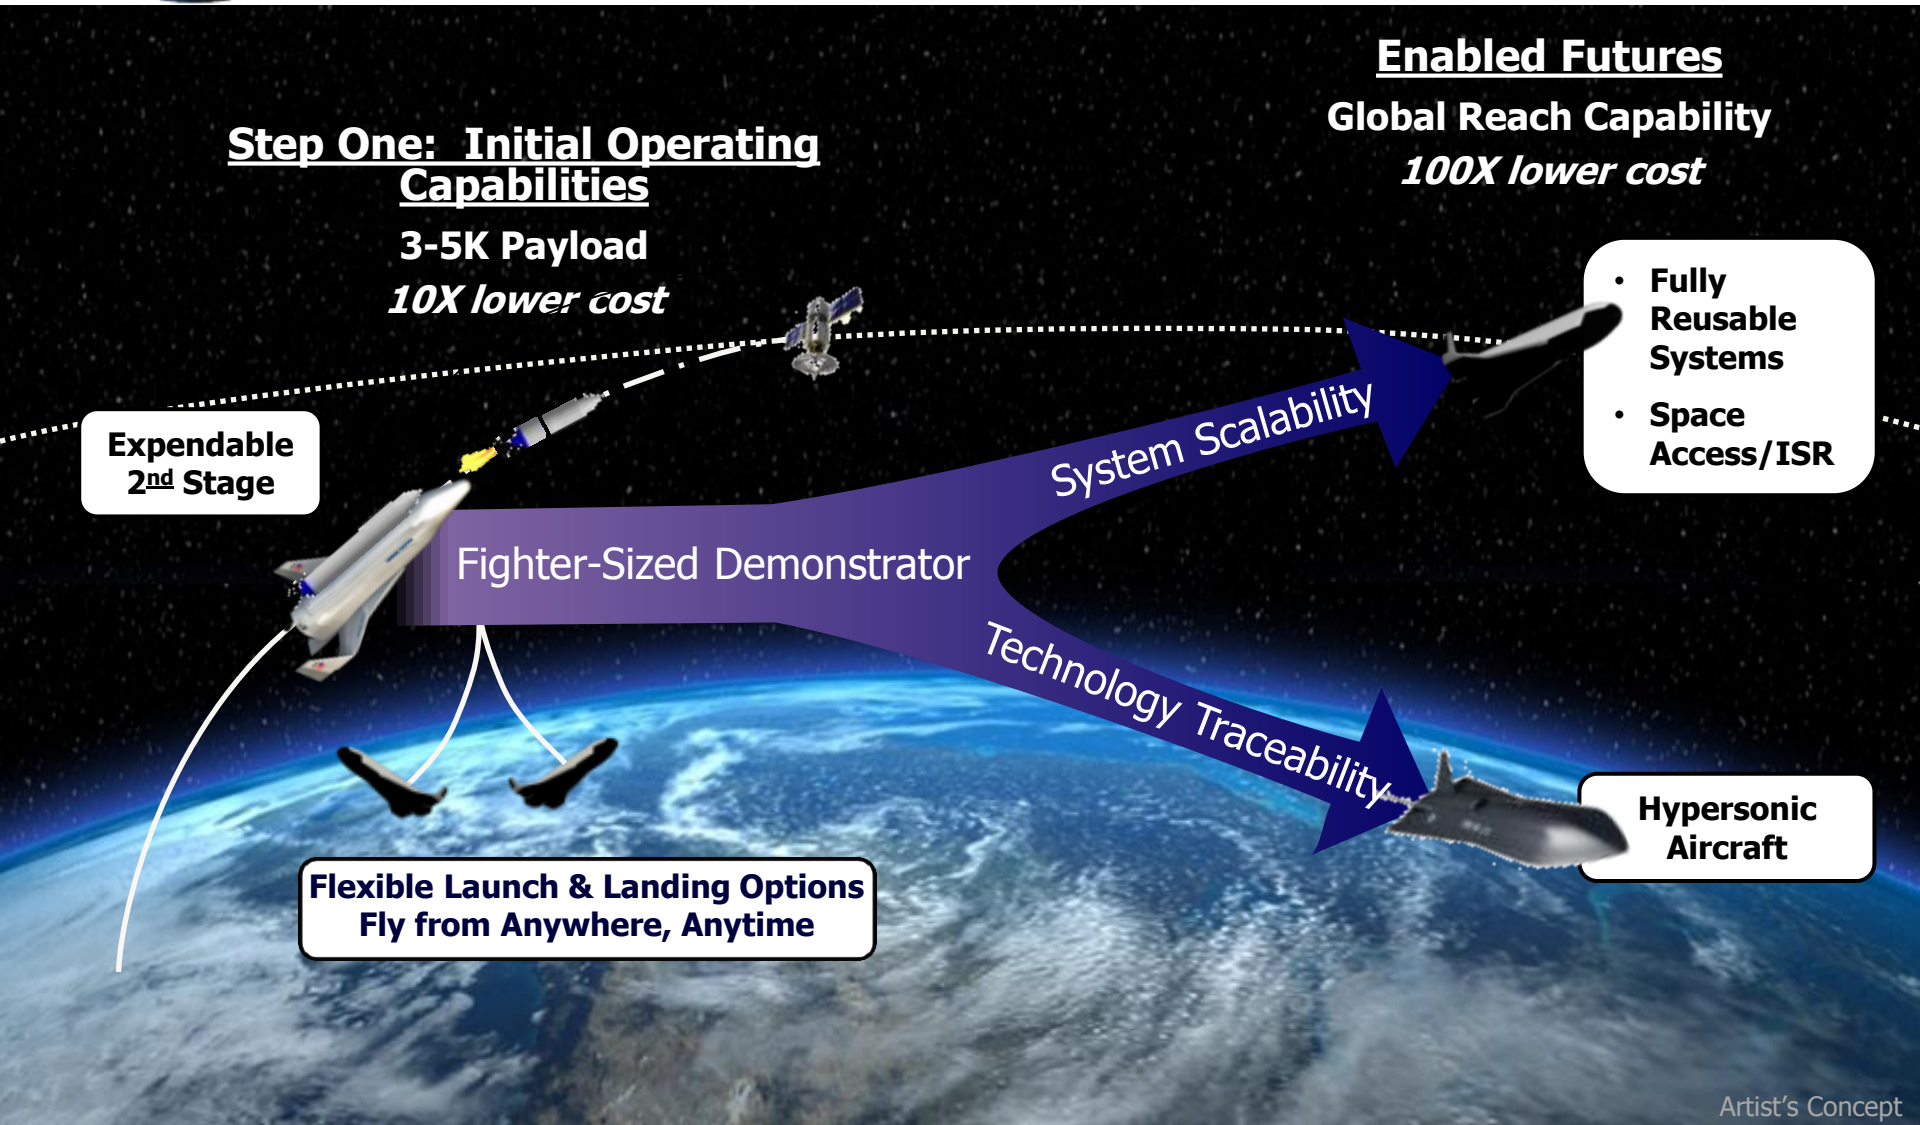 Enabled Futures
Global Reach Capability
100X lower cost
Step One: Initial Operating
Capabilities
3-5K Payload
10X lower cost
• Fully
Reusable
Systems
• Space
Access/ISR
Expendable
2nd Stage
System Scalability
Fighter-Sized Demonstrator
Technology Traceability
Hypersonic
Aircraft
Flexible Launch & Landing Options
Fly from Anywhere, Anytime
Artist's Concept